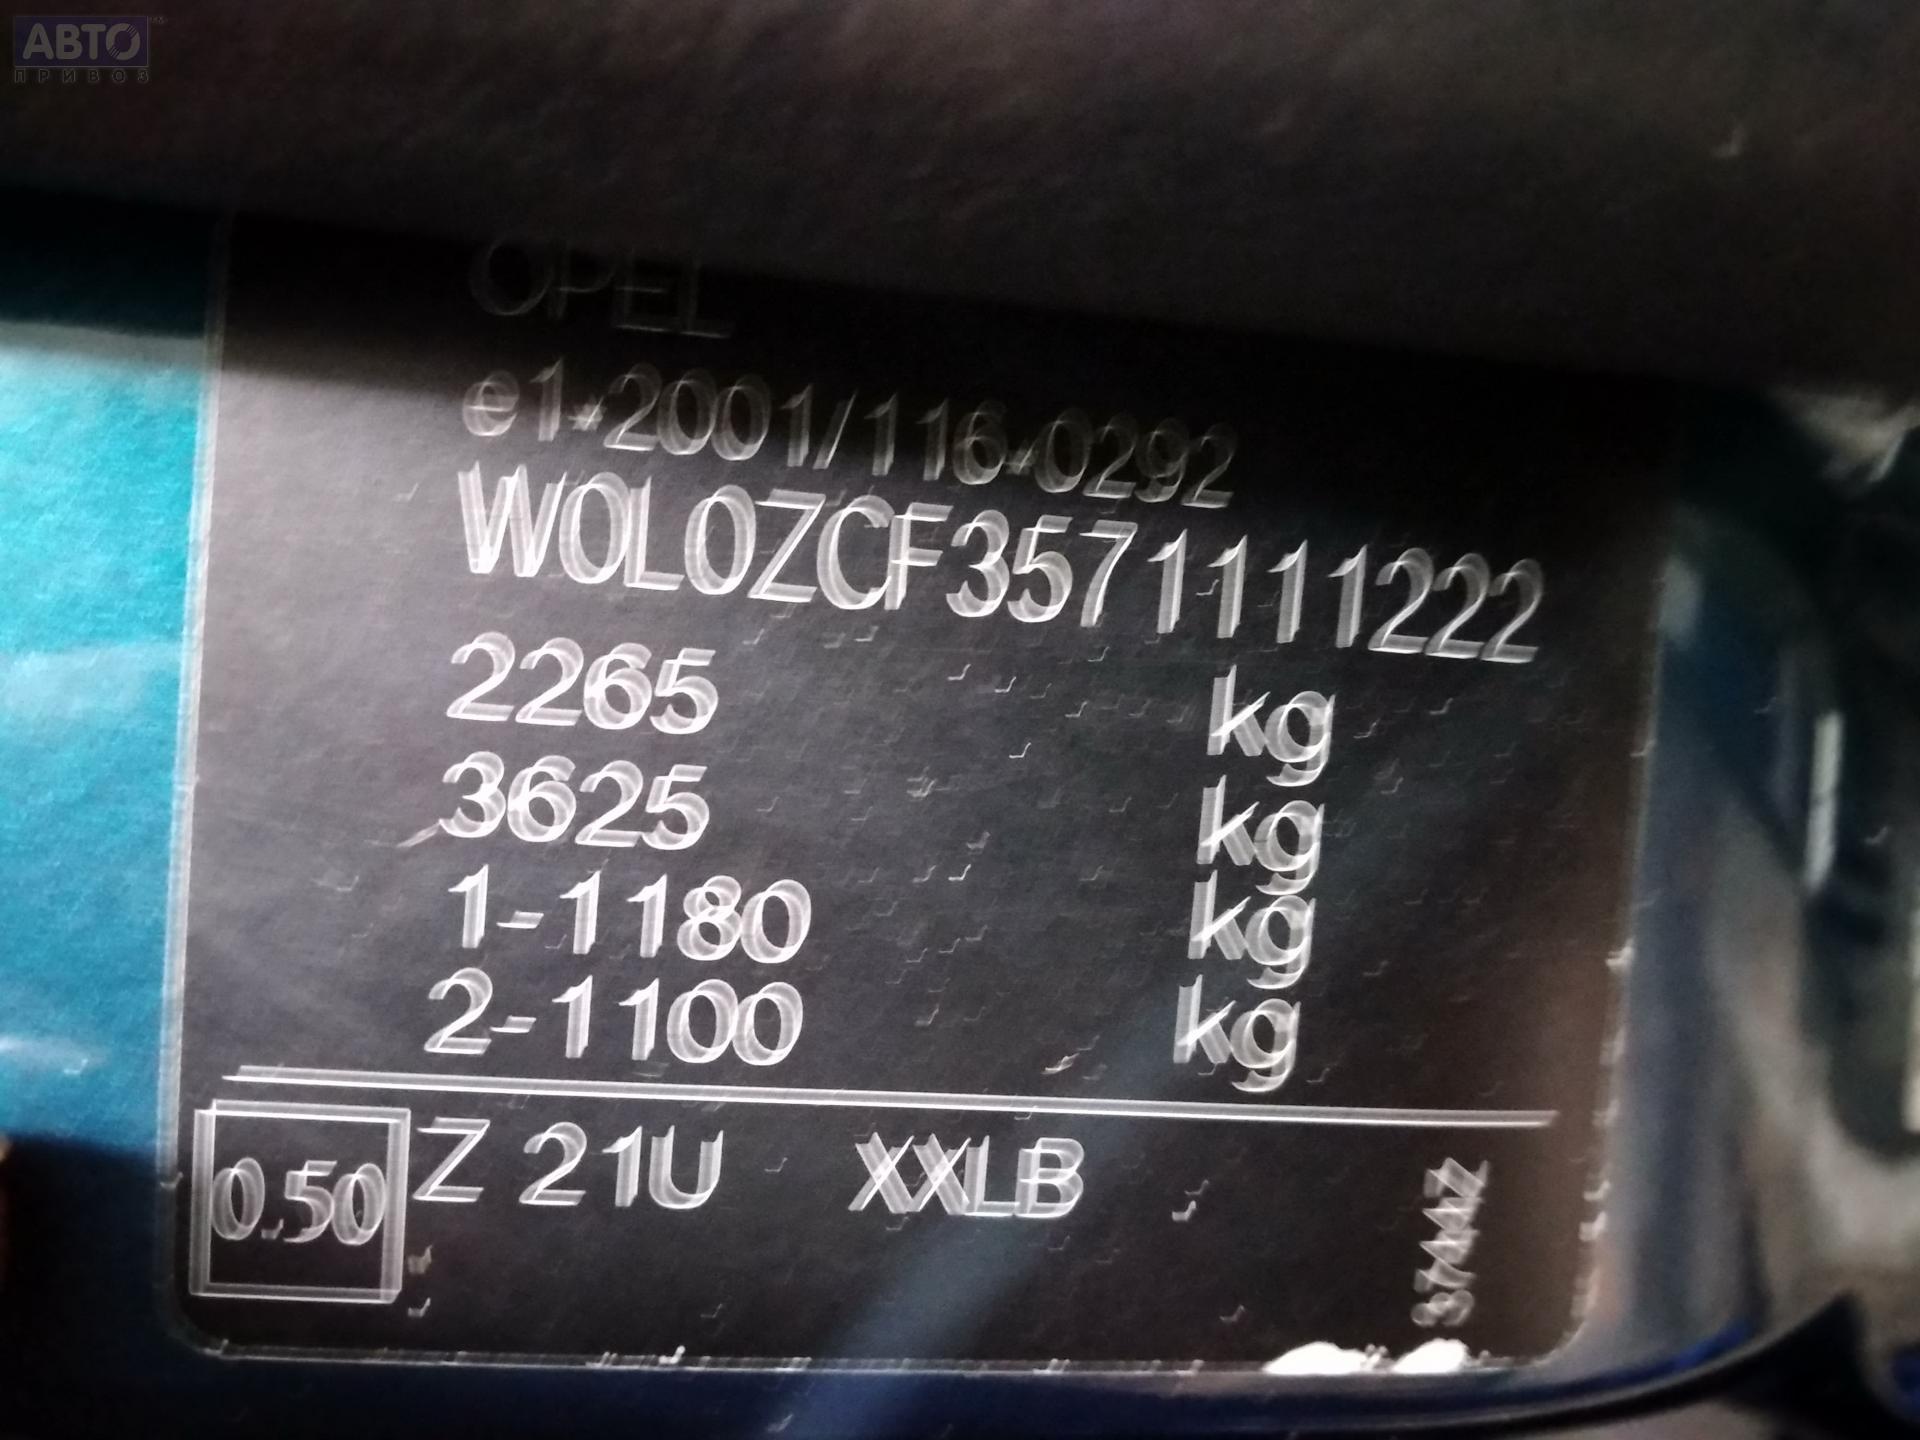 АВТО
ПРИВОЗ
OPEL
e1*2001/116*0292
W0L0ZCF3571111222
2265 kg
3625 kg
1-1180 kg
2-1100 kg
0.50 Z 21U XXLB